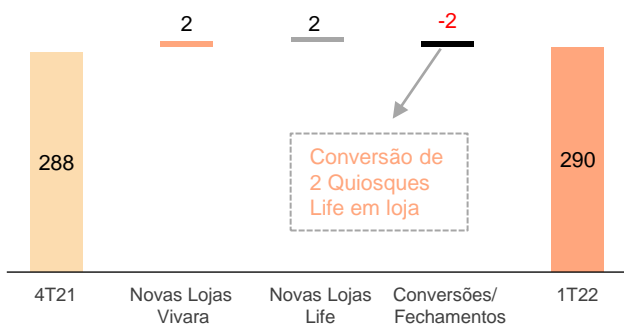 2
2
-2
288
Conversão de
2 Quiosques
Life em loja
290
4T21
Novas Lojas
Vivara
Novas Lojas
Life
Conversões/
Fechamentos
1T22